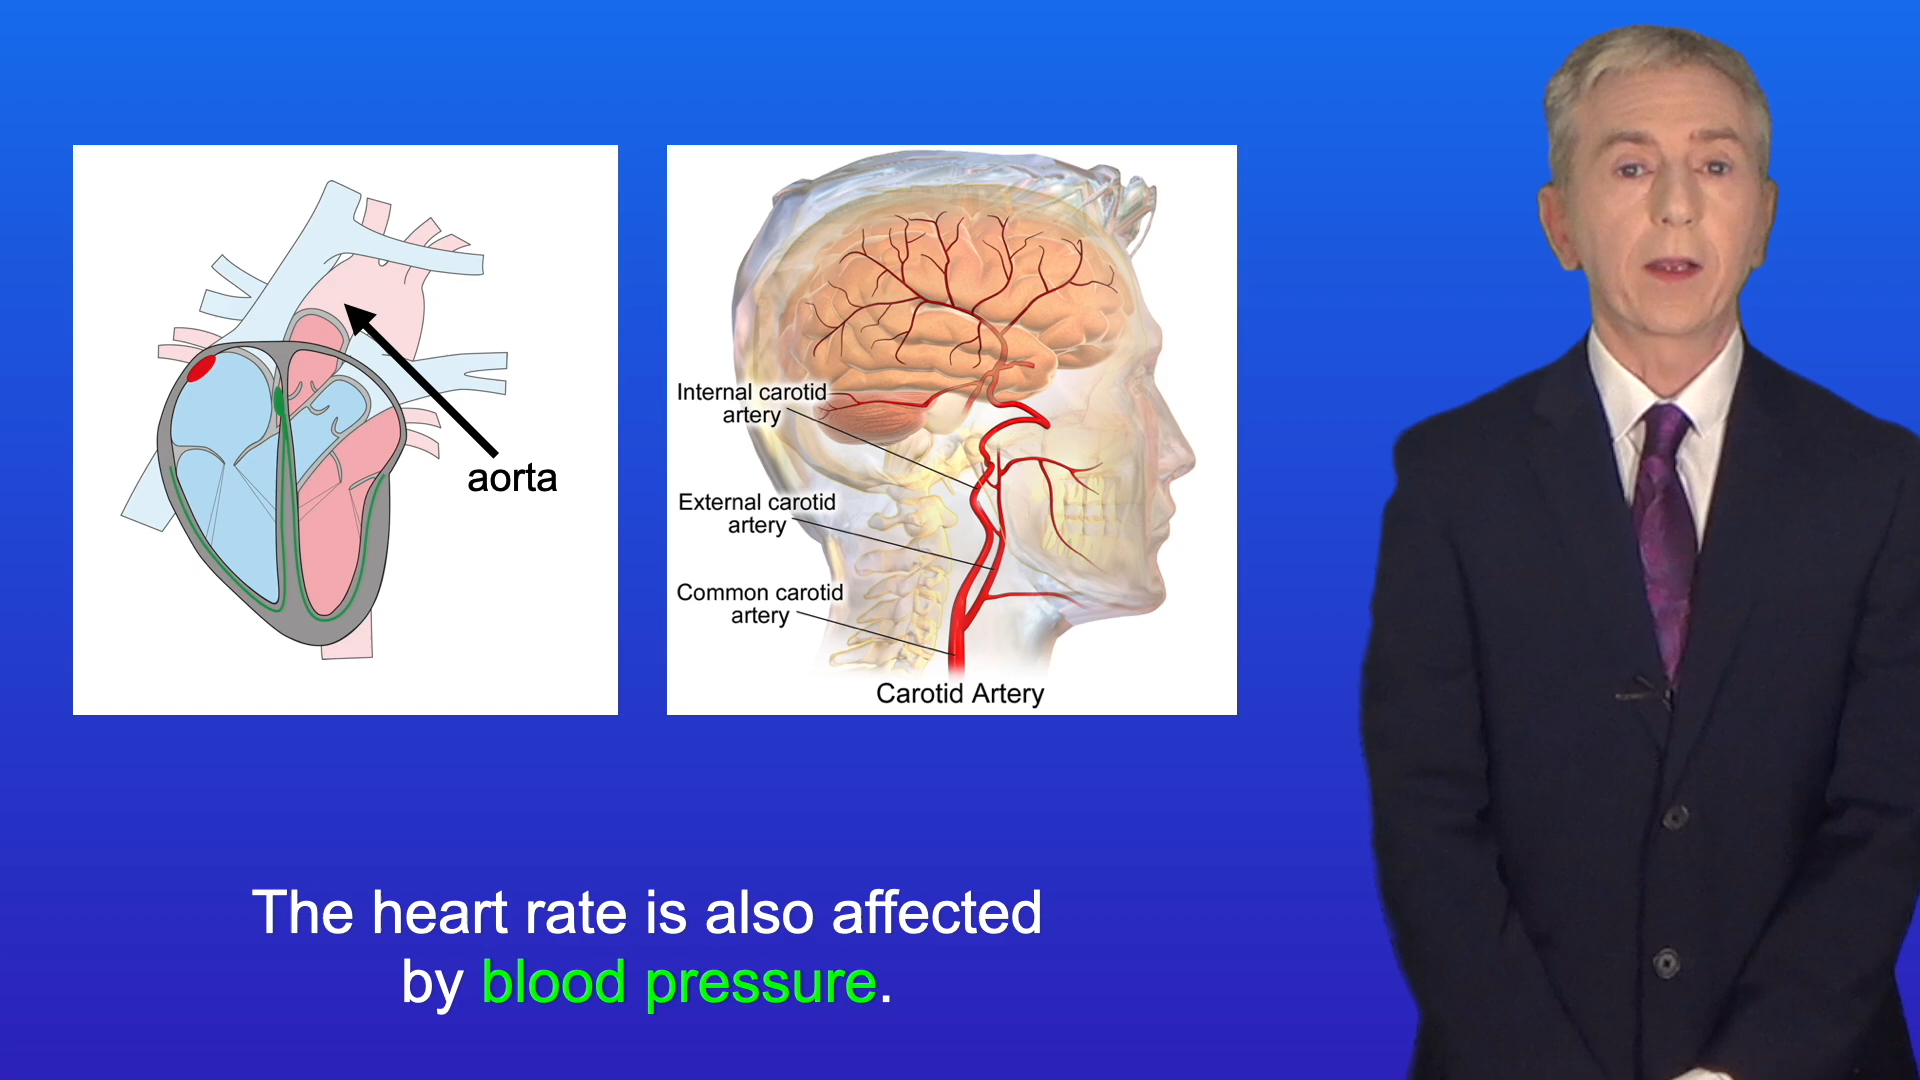 aorta
Internal carotid
artery
External carotid
artery
Common carotid
artery
Carotid Artery
The heart rate is also affected
by blood pressure.